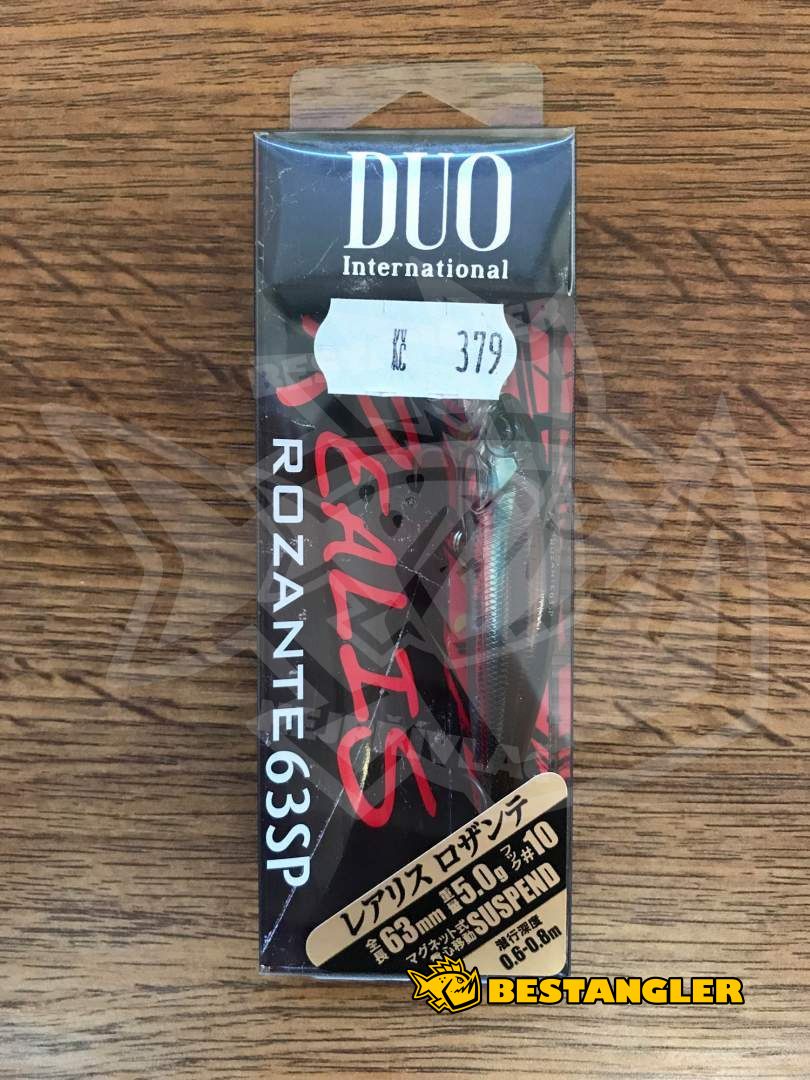 DUO
International
Kč 379
REALIS
ROZANTE 63SP
ROZANTE63SP
レアリス ロザンテ
全長63mm 重量5.0g フック#10
マグネット式重心移動 SUSPEND
潜行深度
0.6-0.8m
BESTANGLER